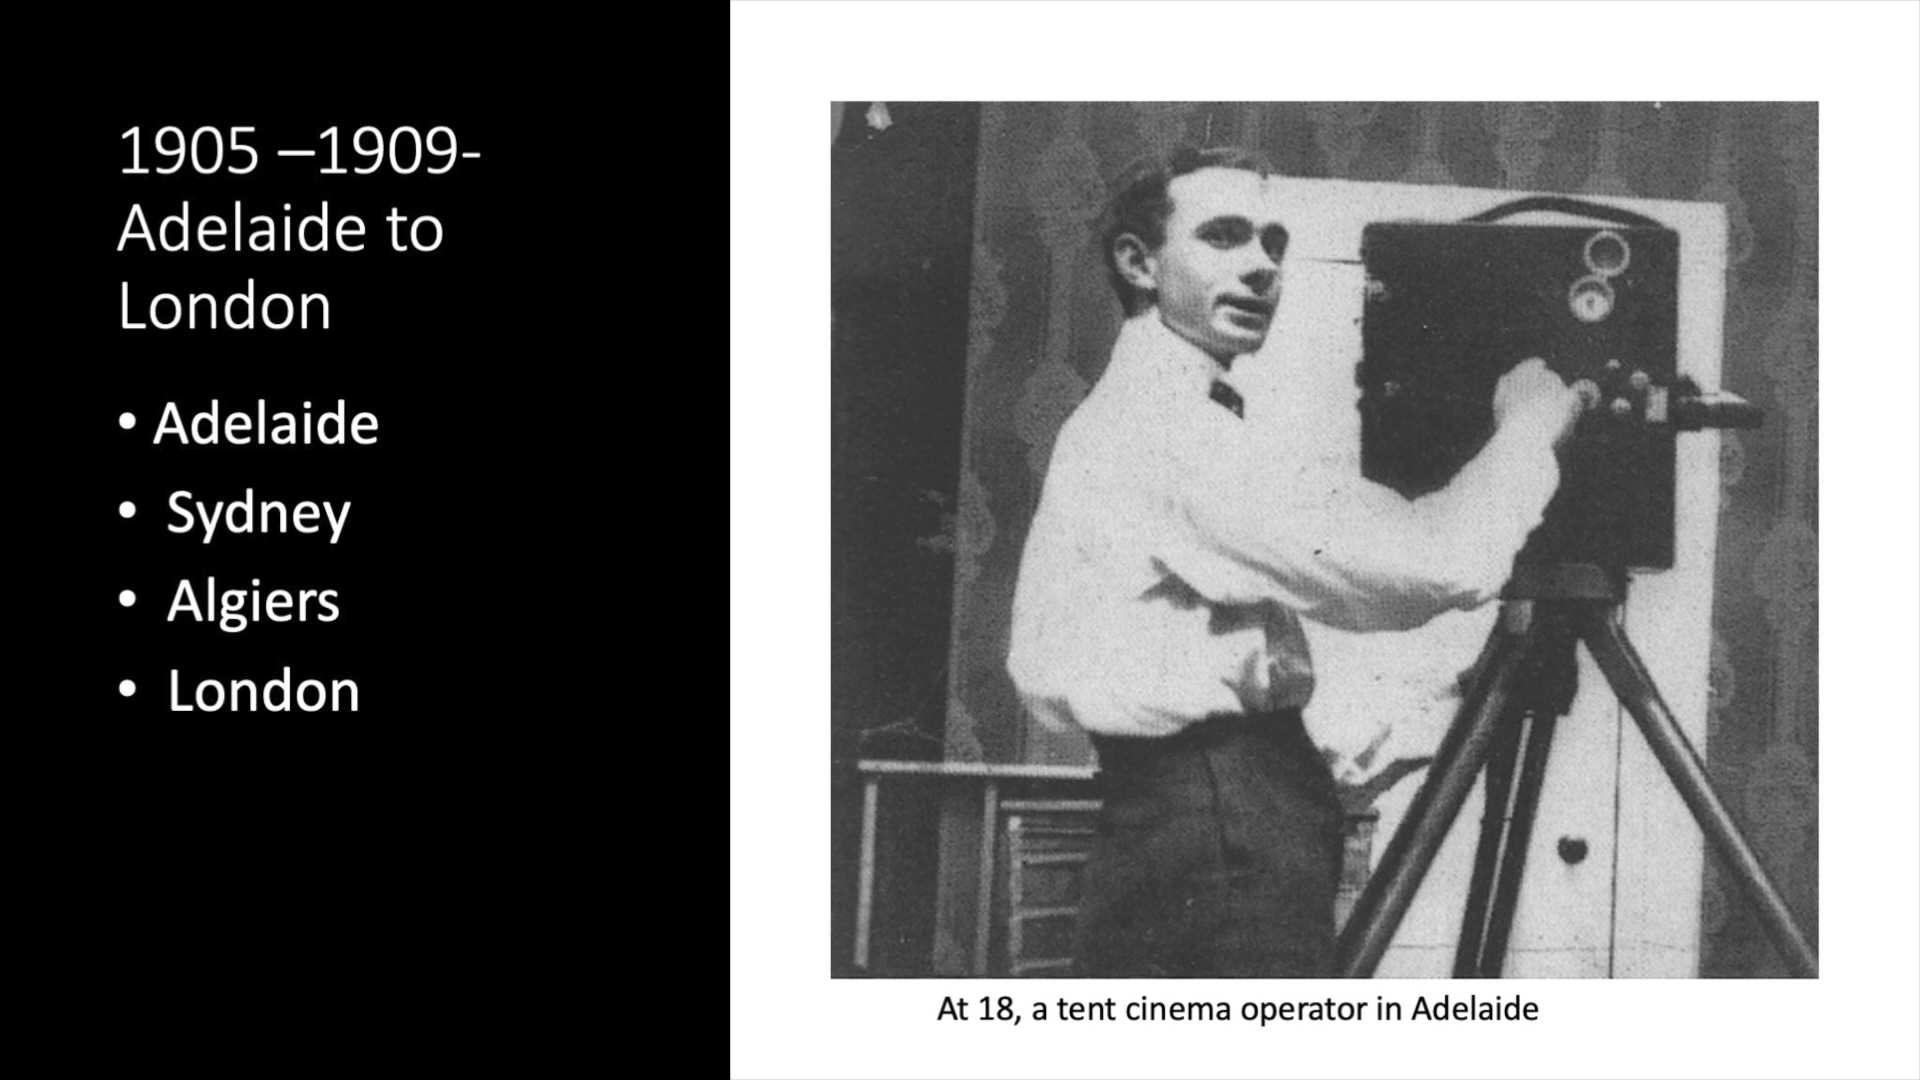 1905 –1909-
Adelaide to
London
• Adelaide
• Sydney
• Algiers
• London
At 18, a tent cinema operator in Adelaide